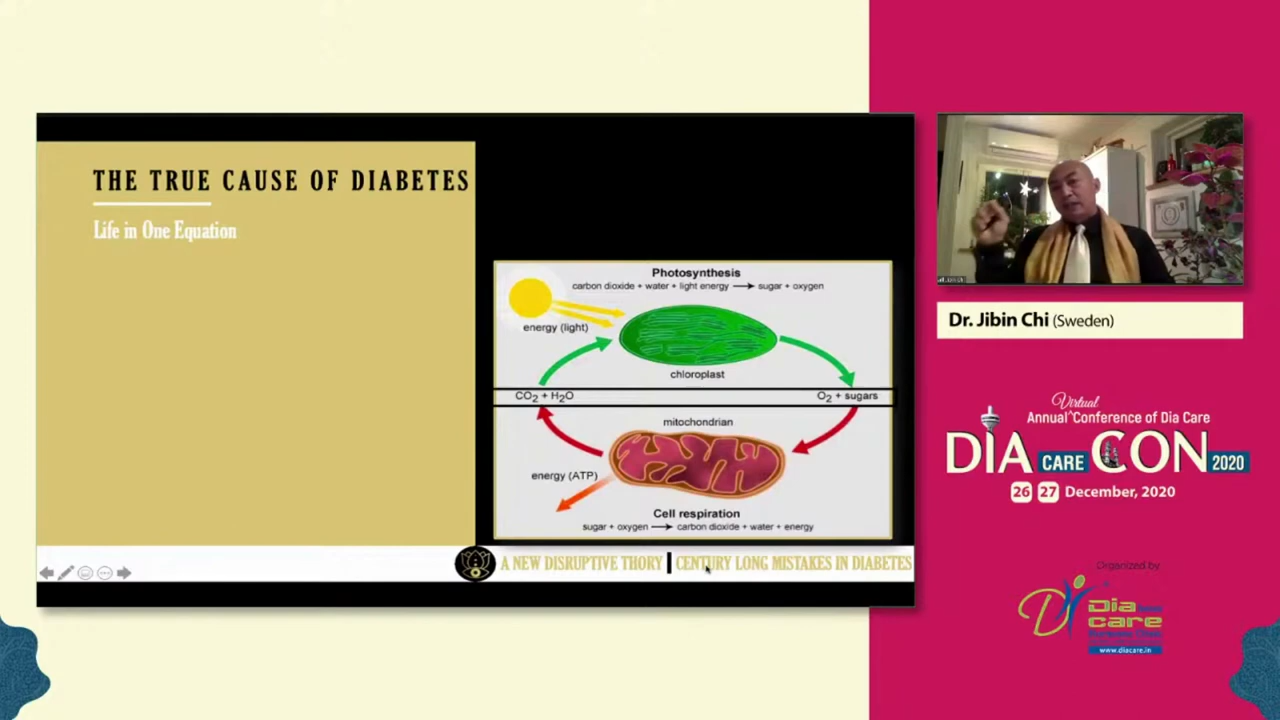 THE TRUE CAUSE OF DIABETES
Life in One Equation
Photosynthesis
carbon dioxide + water + light energy → sugar + oxygen
energy (light)
chloroplast
CO₂ + H₂O
O₂ + sugars
mitochondrian
energy (ATP)
Cell respiration
sugar + oxygen → carbon dioxide + water + energy
A NEW DISRUPTIVE THORY | CENTURY LONG MISTAKES IN DIABETES
Dr. Jibin Chi (Sweden)
Virtual
Annual ^ Conference of Dia Care
DIA CARE CON 2020
26 27 December, 2020
Organized by
Dia
care
www.diacare.in